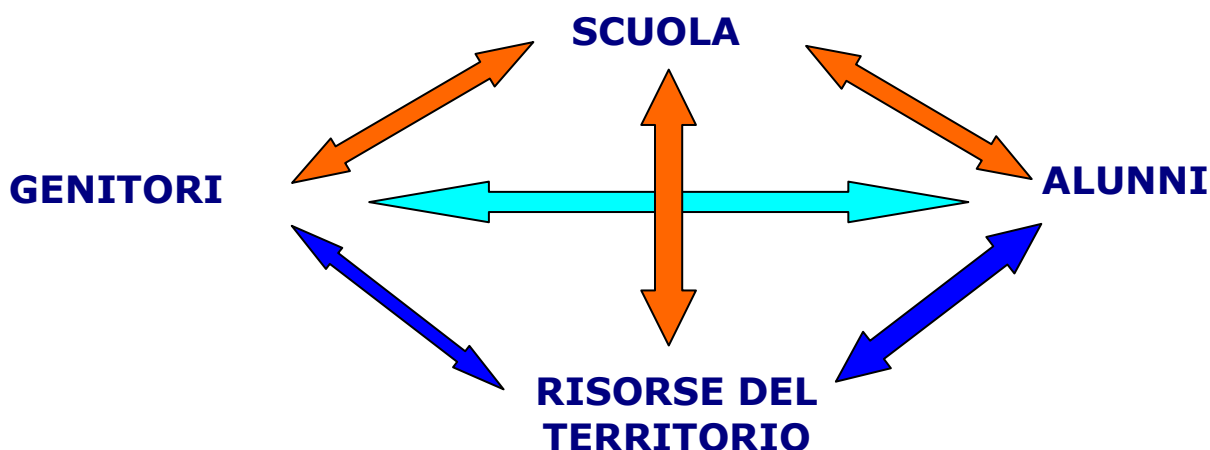 SCUOLA
GENITORI
ALUNNI
RISORSE DEL
TERRITORIO